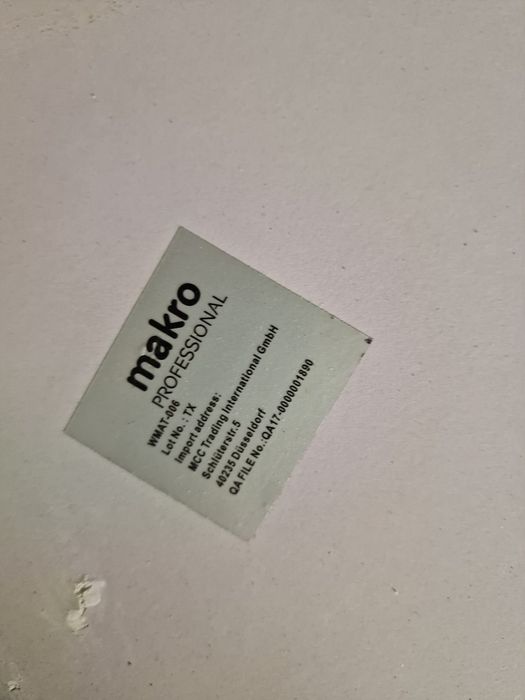 makro
PROFESSIONAL
WMAT-006
Lot No.: TX
Import address:
MCC Trading International GmbH
Schlüterstr.5
40235 Düsseldorf
QA FILE No.:QA17-0000001890